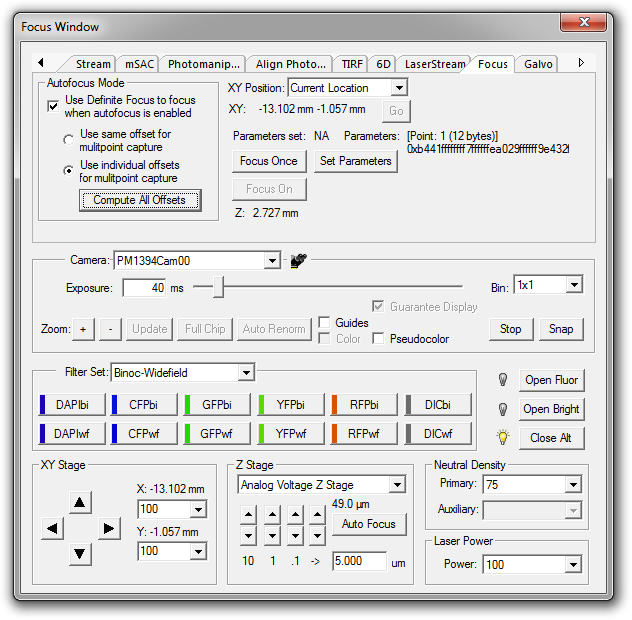 Focus Window
Stream mSAC Photomanip... Align Photo... TIRF 6D LaserStream Focus Galvo
Autofocus Mode
Use Definite Focus to focus
when autofocus is enabled
Use same offset for
mulitpoint capture
Use individual offsets
for mulitpoint capture
Compute All Offsets
XY Position: Current Location
XY: -13.102 mm -1.057 mm Go
Parameters set: NA Parameters: [Point: 1 (12 bytes)]
0xb441ffffffff7ffffffea029ffffff9e432f
Focus Once Set Parameters
Focus On
Z: 2.727 mm
Camera: PM1394Cam00
Exposure: 40 ms
Bin: 1x1
Guarantee Display
Zoom: + - Update Full Chip Auto Renorm
Guides
Color Pseudocolor
Stop Snap
Filter Set: Binoc-Widefield
DAPIbi CFPbi GFPbi YFPbi RFPbi DICbi
DAPIwf CFPwf GFPwf YFPwf RFPwf DICwf
Open Fluor
Open Bright
Close Alt
XY Stage
X: -13.102 mm
100
Y: -1.057 mm
100
Z Stage
Analog Voltage Z Stage
49.0 µm
Auto Focus
10 1 .1 -> 5.000 um
Neutral Density
Primary: 75
Auxiliary:
Laser Power
Power: 100